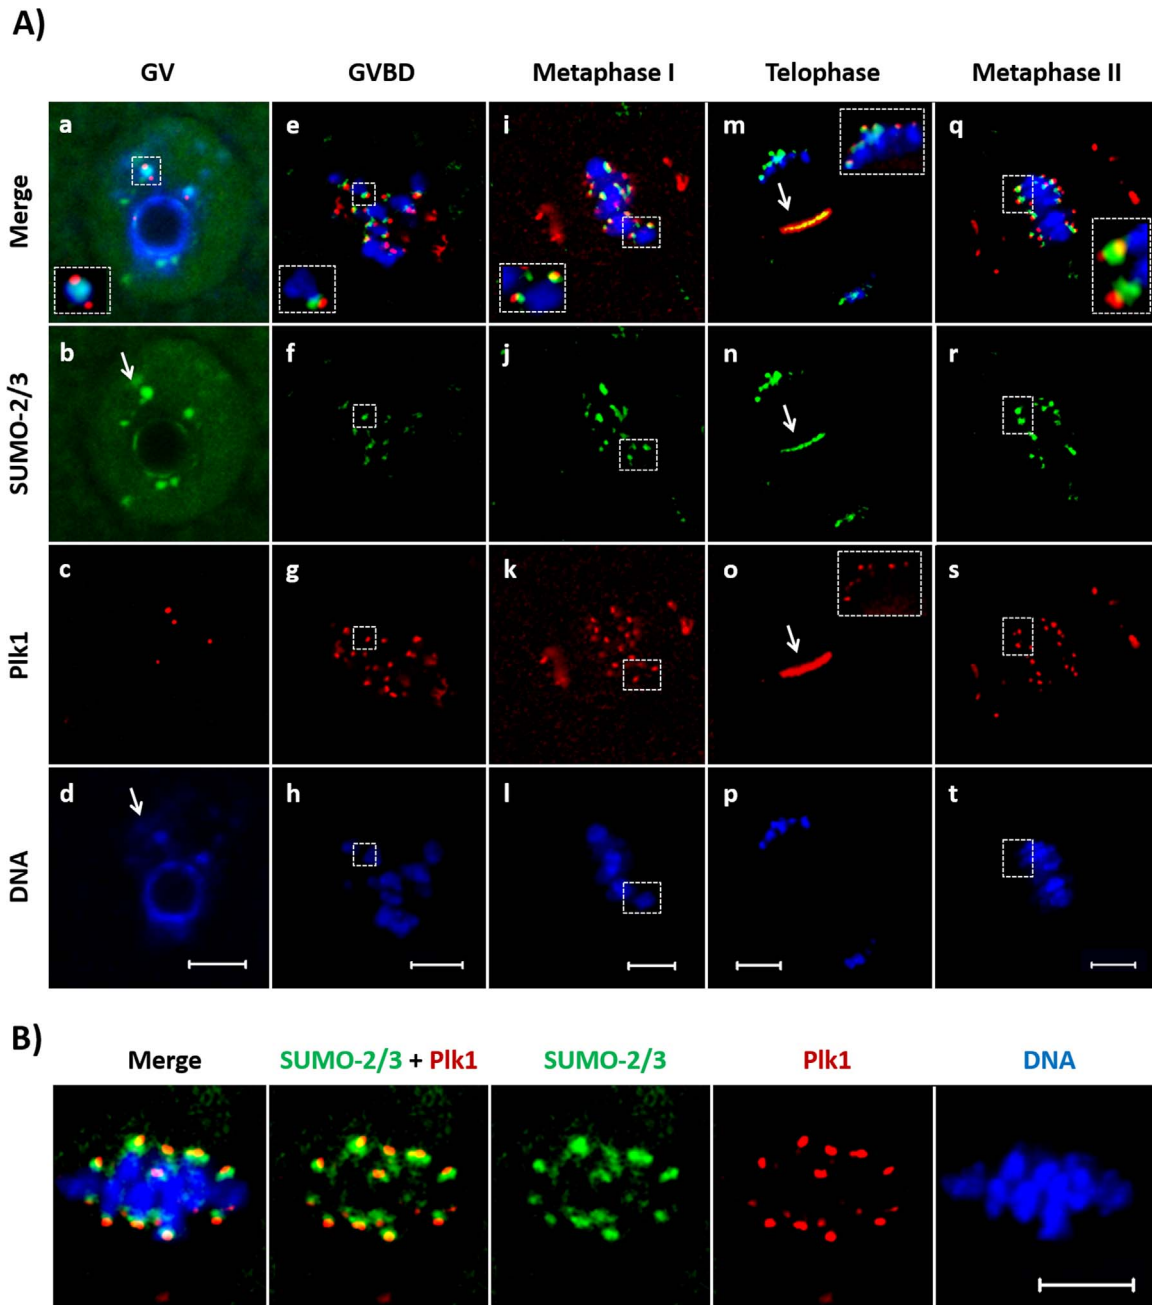 A)
GV GVBD Metaphase I Telophase Metaphase II
Merge
a e i m q
SUMO-2/3
b f j n r
Plk1
c g k o s
DNA
d h l p t
B)
Merge SUMO-2/3 + Plk1 SUMO-2/3 Plk1 DNA